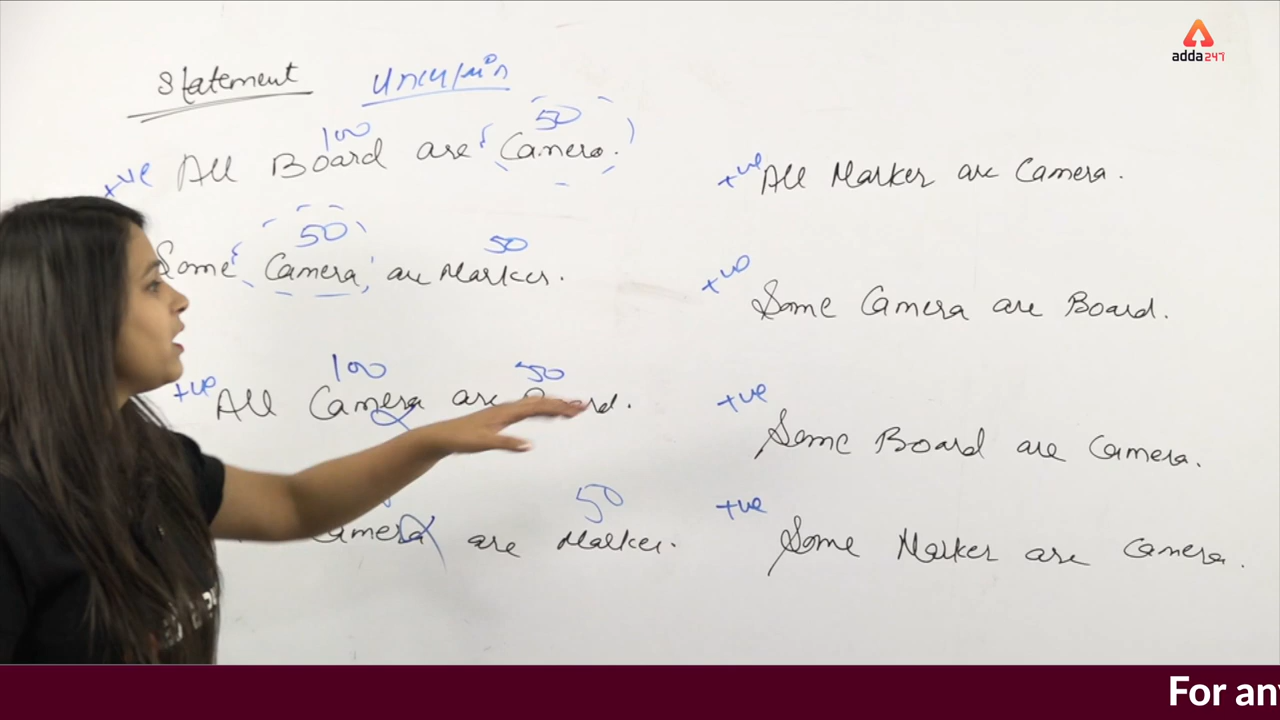 adda247
Statement
100 50
+ve All Board are Camera.
50 50
Some Camera are Marker.
100 50
+ve All Camera are Board.
50
Camera are Marker.
+ve All Marker are Camera.
+ve Some Camera are Board.
+ve Some Board are Camera.
+ve Some Marker are Camera.
For any